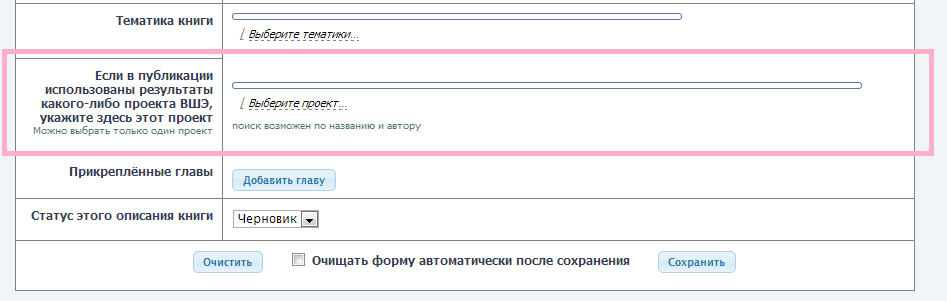 Тематика книги
[ Выберите тематики...
Если в публикации
использованы результаты
какого-либо проекта ВШЭ,
укажите здесь этот проект
Можно выбрать только один проект
[ Выберите проект...
поиск возможен по названию и автору
Прикреплённые главы
Добавить главу
Статус этого описания книги
Черновик
Очистить
Очищать форму автоматически после сохранения
Сохранить